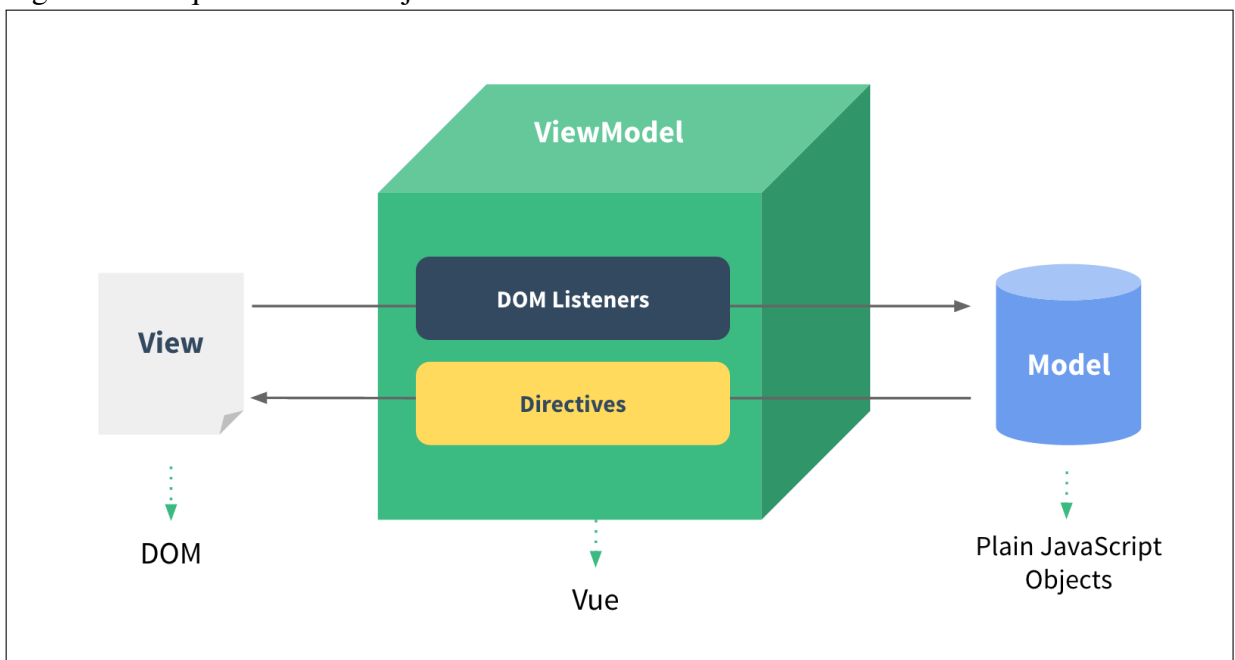 ViewModel
DOM Listeners
View
Model
Directives
DOM
Plain JavaScript
Objects
Vue